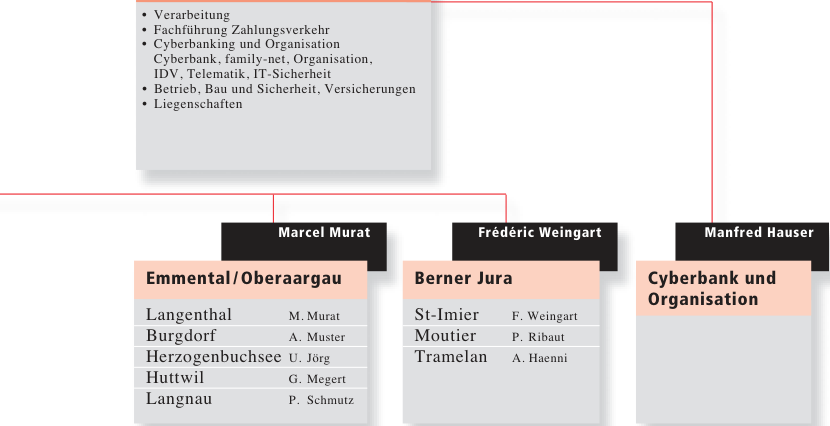 • Verarbeitung
• Fachführung Zahlungsverkehr
• Cyberbanking und Organisation
Cyberbank, family-net, Organisation,
IDV, Telematik, IT-Sicherheit
• Betrieb, Bau und Sicherheit, Versicherungen
• Liegenschaften
Marcel Murat
Emmental/Oberaargau
Langenthal M. Murat
Burgdorf A. Muster
Herzogenbuchsee U. Jörg
Huttwil G. Megert
Langnau P. Schmutz
Frédéric Weingart
Berner Jura
St-Imier F. Weingart
Moutier P. Ribaut
Tramelan A. Haenni
Manfred Hauser
Cyberbank und
Organisation